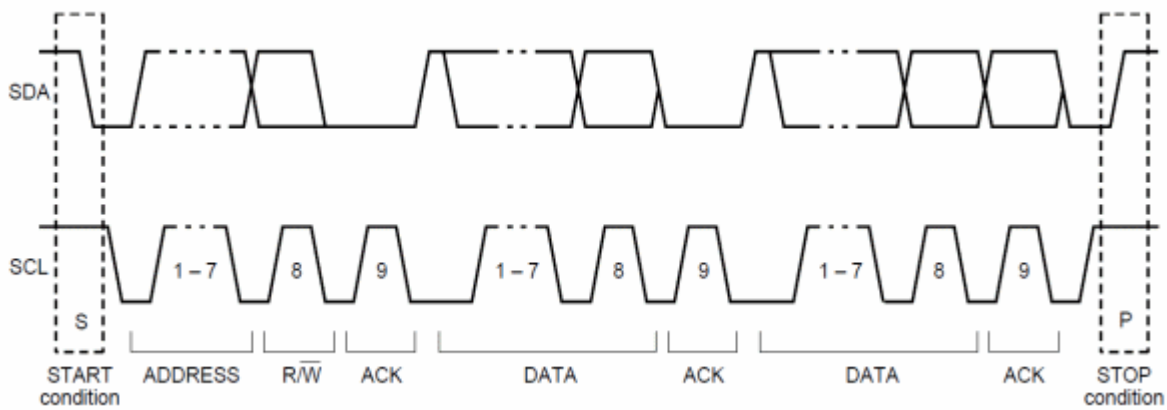 SDA
SCL
1 – 7
8
9
1 – 7
8
9
1 – 7
8
9
S
P
START
condition
ADDRESS
R/W̅
ACK
DATA
ACK
DATA
ACK
STOP
condition